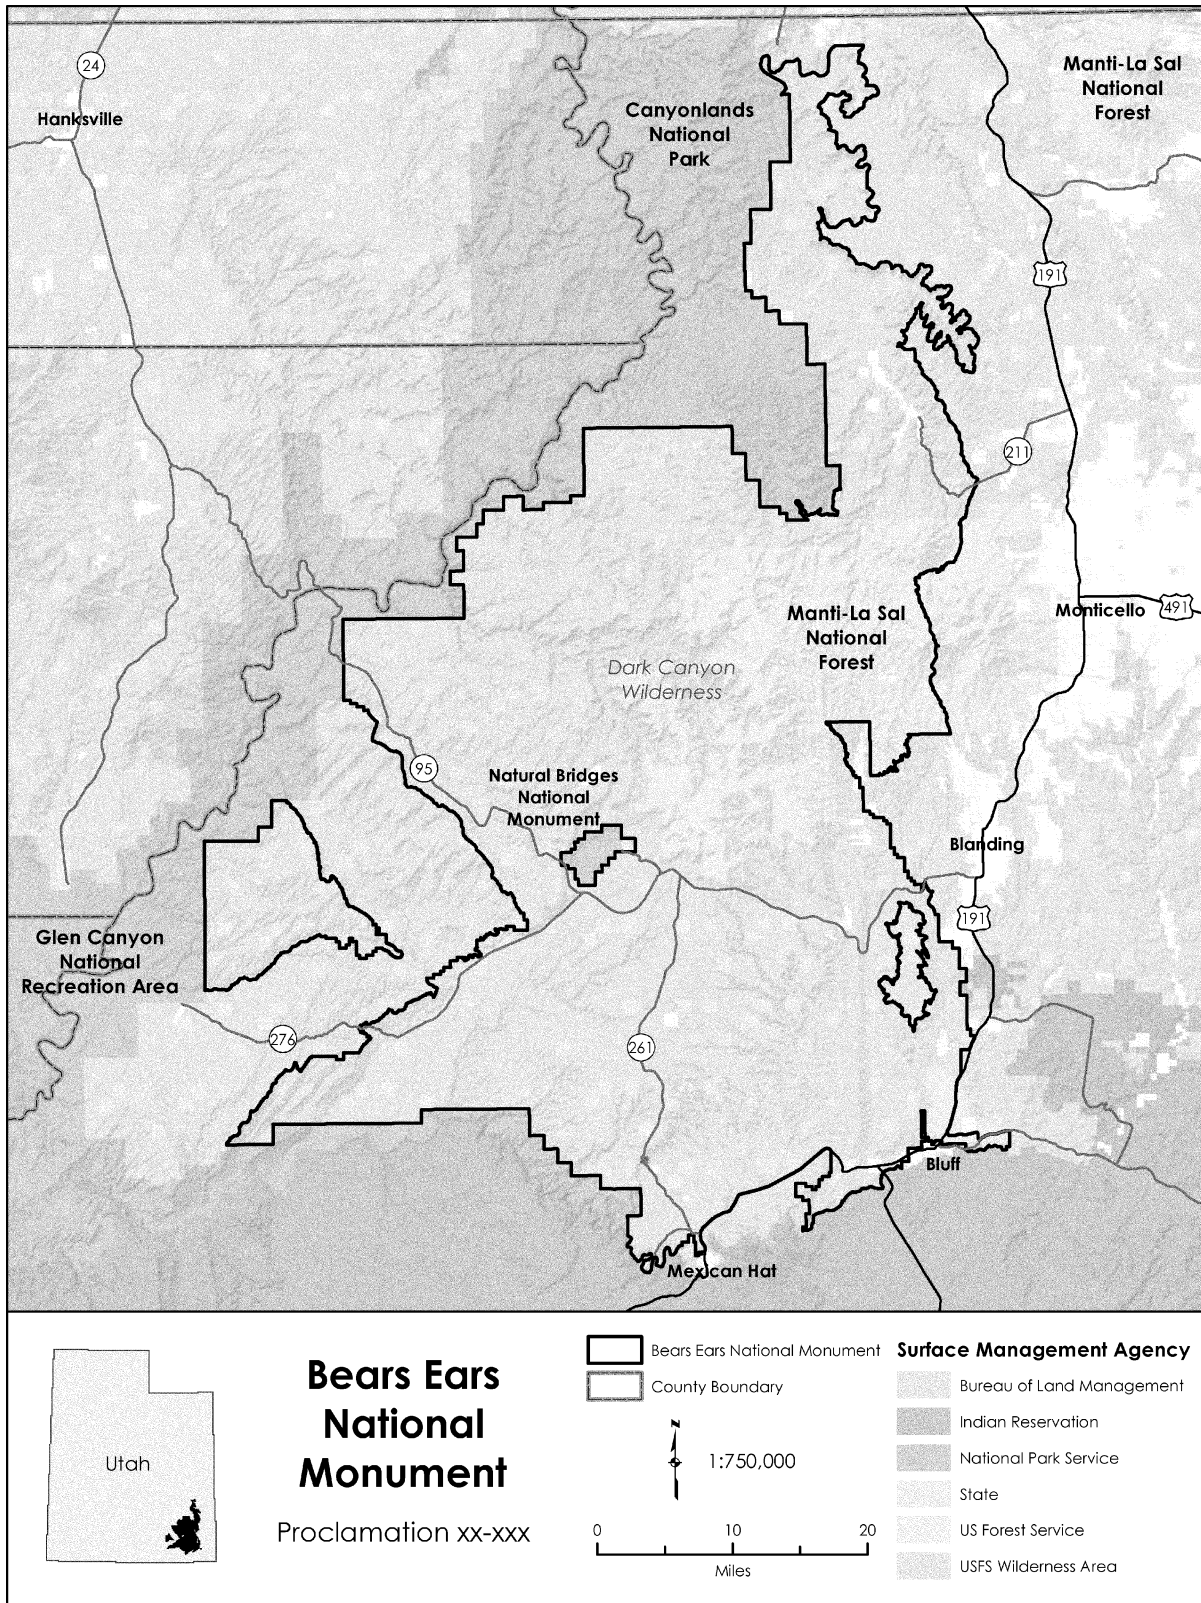 24
Hanksville
Canyonlands
National
Park
Manti-La Sal
National
Forest
191
211
Monticello
491
Manti-La Sal
National
Forest
Dark Canyon
Wilderness
95
Natural Bridges
National
Monument
Blanding
191
Glen Canyon
National
Recreation Area
276
261
Bluff
Mexican Hat
Utah
Bears Ears
National
Monument
Proclamation xx-xxx
Bears Ears National Monument
County Boundary
N
1:750,000
0 10 20
Miles
Surface Management Agency
Bureau of Land Management
Indian Reservation
National Park Service
State
US Forest Service
USFS Wilderness Area